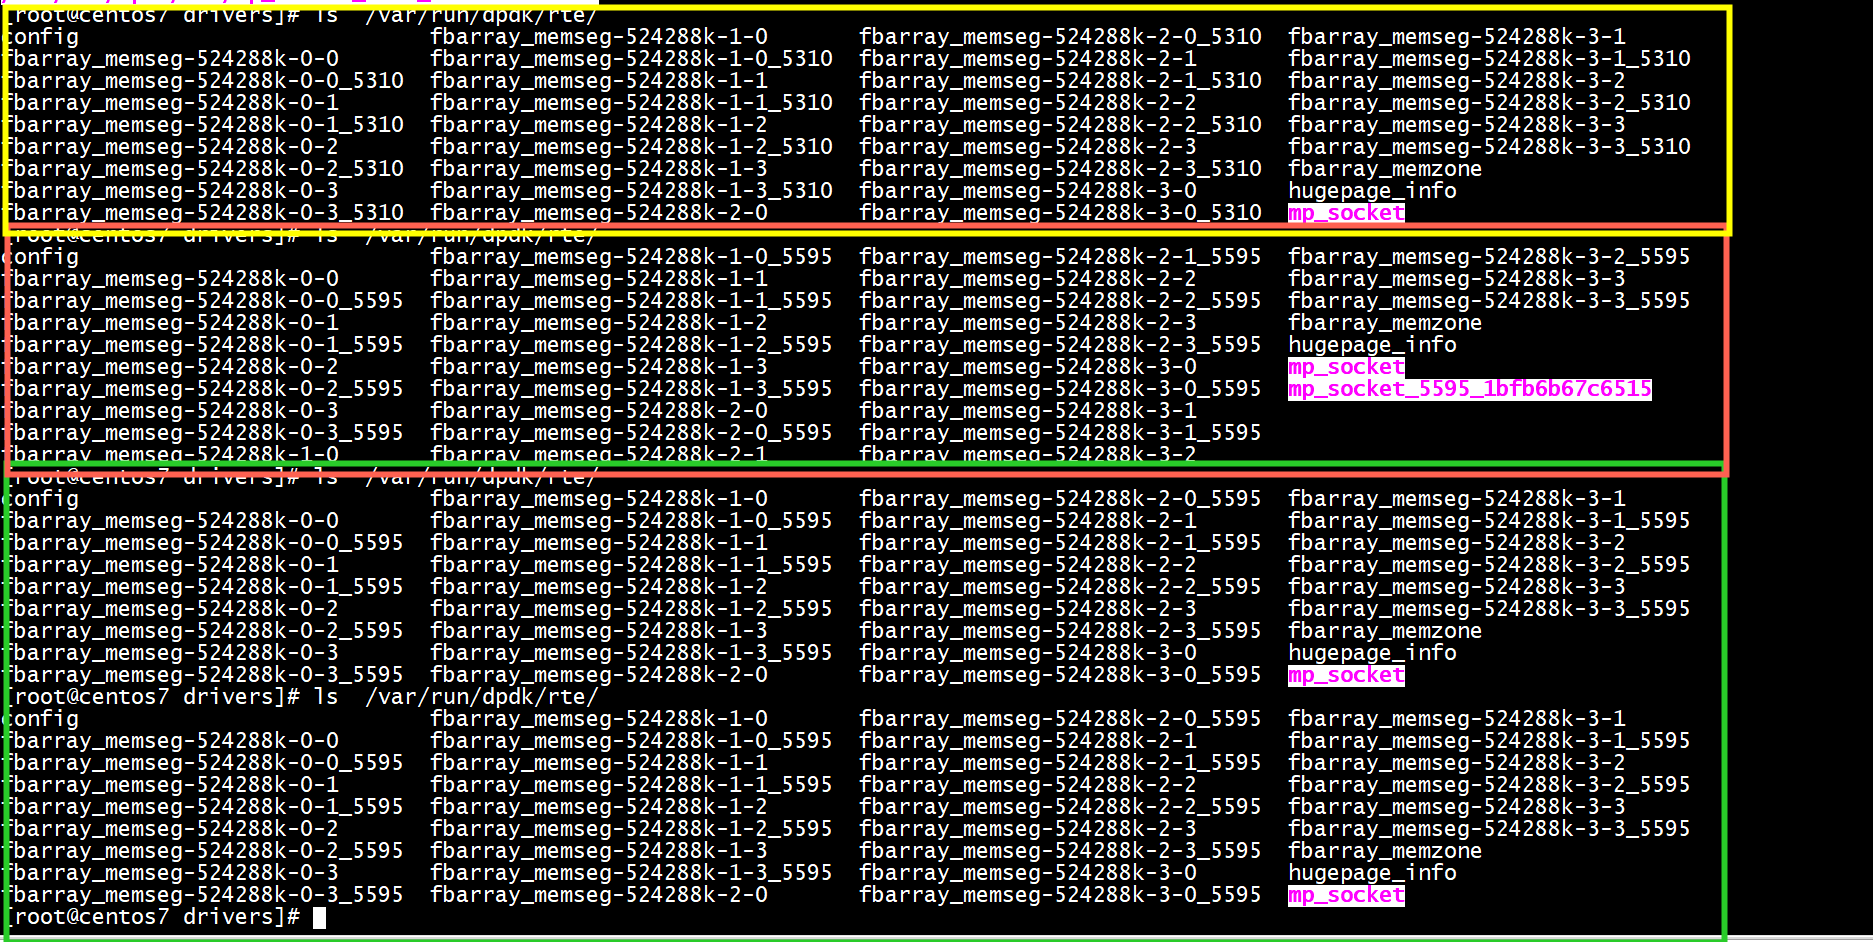 [root@centos7 drivers]# ls  /var/run/dpdk/rte/
config                           fbarray_memseg-524288k-1-0       fbarray_memseg-524288k-2-0_5310  fbarray_memseg-524288k-3-1
fbarray_memseg-524288k-0-0       fbarray_memseg-524288k-1-0_5310  fbarray_memseg-524288k-2-1       fbarray_memseg-524288k-3-1_5310
fbarray_memseg-524288k-0-0_5310  fbarray_memseg-524288k-1-1       fbarray_memseg-524288k-2-1_5310  fbarray_memseg-524288k-3-2
fbarray_memseg-524288k-0-1       fbarray_memseg-524288k-1-1_5310  fbarray_memseg-524288k-2-2       fbarray_memseg-524288k-3-2_5310
fbarray_memseg-524288k-0-1_5310  fbarray_memseg-524288k-1-2       fbarray_memseg-524288k-2-2_5310  fbarray_memseg-524288k-3-3
fbarray_memseg-524288k-0-2       fbarray_memseg-524288k-1-2_5310  fbarray_memseg-524288k-2-3       fbarray_memseg-524288k-3-3_5310
fbarray_memseg-524288k-0-2_5310  fbarray_memseg-524288k-1-3       fbarray_memseg-524288k-2-3_5310  fbarray_memzone
fbarray_memseg-524288k-0-3       fbarray_memseg-524288k-1-3_5310  fbarray_memseg-524288k-3-0       hugepage_info
fbarray_memseg-524288k-0-3_5310  fbarray_memseg-524288k-2-0       fbarray_memseg-524288k-3-0_5310  mp_socket
[root@centos7 drivers]# ls  /var/run/dpdk/rte/
config                           fbarray_memseg-524288k-1-0_5595  fbarray_memseg-524288k-2-1_5595  fbarray_memseg-524288k-3-2_5595
fbarray_memseg-524288k-0-0       fbarray_memseg-524288k-1-1       fbarray_memseg-524288k-2-2       fbarray_memseg-524288k-3-3
fbarray_memseg-524288k-0-0_5595  fbarray_memseg-524288k-1-1_5595  fbarray_memseg-524288k-2-2_5595  fbarray_memseg-524288k-3-3_5595
fbarray_memseg-524288k-0-1       fbarray_memseg-524288k-1-2       fbarray_memseg-524288k-2-3       fbarray_memzone
fbarray_memseg-524288k-0-1_5595  fbarray_memseg-524288k-1-2_5595  fbarray_memseg-524288k-2-3_5595  hugepage_info
fbarray_memseg-524288k-0-2       fbarray_memseg-524288k-1-3       fbarray_memseg-524288k-3-0       mp_socket
fbarray_memseg-524288k-0-2_5595  fbarray_memseg-524288k-1-3_5595  fbarray_memseg-524288k-3-0_5595  mp_socket_5595_1bfb6b67c6515
fbarray_memseg-524288k-0-3       fbarray_memseg-524288k-2-0       fbarray_memseg-524288k-3-1
fbarray_memseg-524288k-0-3_5595  fbarray_memseg-524288k-2-0_5595  fbarray_memseg-524288k-3-1_5595
fbarray_memseg-524288k-1-0       fbarray_memseg-524288k-2-1       fbarray_memseg-524288k-3-2
[root@centos7 drivers]# ls  /var/run/dpdk/rte/
config                           fbarray_memseg-524288k-1-0       fbarray_memseg-524288k-2-0_5595  fbarray_memseg-524288k-3-1
fbarray_memseg-524288k-0-0       fbarray_memseg-524288k-1-0_5595  fbarray_memseg-524288k-2-1       fbarray_memseg-524288k-3-1_5595
fbarray_memseg-524288k-0-0_5595  fbarray_memseg-524288k-1-1       fbarray_memseg-524288k-2-1_5595  fbarray_memseg-524288k-3-2
fbarray_memseg-524288k-0-1       fbarray_memseg-524288k-1-1_5595  fbarray_memseg-524288k-2-2       fbarray_memseg-524288k-3-2_5595
fbarray_memseg-524288k-0-1_5595  fbarray_memseg-524288k-1-2       fbarray_memseg-524288k-2-2_5595  fbarray_memseg-524288k-3-3
fbarray_memseg-524288k-0-2       fbarray_memseg-524288k-1-2_5595  fbarray_memseg-524288k-2-3       fbarray_memseg-524288k-3-3_5595
fbarray_memseg-524288k-0-2_5595  fbarray_memseg-524288k-1-3       fbarray_memseg-524288k-2-3_5595  fbarray_memzone
fbarray_memseg-524288k-0-3       fbarray_memseg-524288k-1-3_5595  fbarray_memseg-524288k-3-0       hugepage_info
fbarray_memseg-524288k-0-3_5595  fbarray_memseg-524288k-2-0       fbarray_memseg-524288k-3-0_5595  mp_socket
[root@centos7 drivers]# ls  /var/run/dpdk/rte/
config                           fbarray_memseg-524288k-1-0       fbarray_memseg-524288k-2-0_5595  fbarray_memseg-524288k-3-1
fbarray_memseg-524288k-0-0       fbarray_memseg-524288k-1-0_5595  fbarray_memseg-524288k-2-1       fbarray_memseg-524288k-3-1_5595
fbarray_memseg-524288k-0-0_5595  fbarray_memseg-524288k-1-1       fbarray_memseg-524288k-2-1_5595  fbarray_memseg-524288k-3-2
fbarray_memseg-524288k-0-1       fbarray_memseg-524288k-1-1_5595  fbarray_memseg-524288k-2-2       fbarray_memseg-524288k-3-2_5595
fbarray_memseg-524288k-0-1_5595  fbarray_memseg-524288k-1-2       fbarray_memseg-524288k-2-2_5595  fbarray_memseg-524288k-3-3
fbarray_memseg-524288k-0-2       fbarray_memseg-524288k-1-2_5595  fbarray_memseg-524288k-2-3       fbarray_memseg-524288k-3-3_5595
fbarray_memseg-524288k-0-2_5595  fbarray_memseg-524288k-1-3       fbarray_memseg-524288k-2-3_5595  fbarray_memzone
fbarray_memseg-524288k-0-3       fbarray_memseg-524288k-1-3_5595  fbarray_memseg-524288k-3-0       hugepage_info
fbarray_memseg-524288k-0-3_5595  fbarray_memseg-524288k-2-0       fbarray_memseg-524288k-3-0_5595  mp_socket
[root@centos7 drivers]#